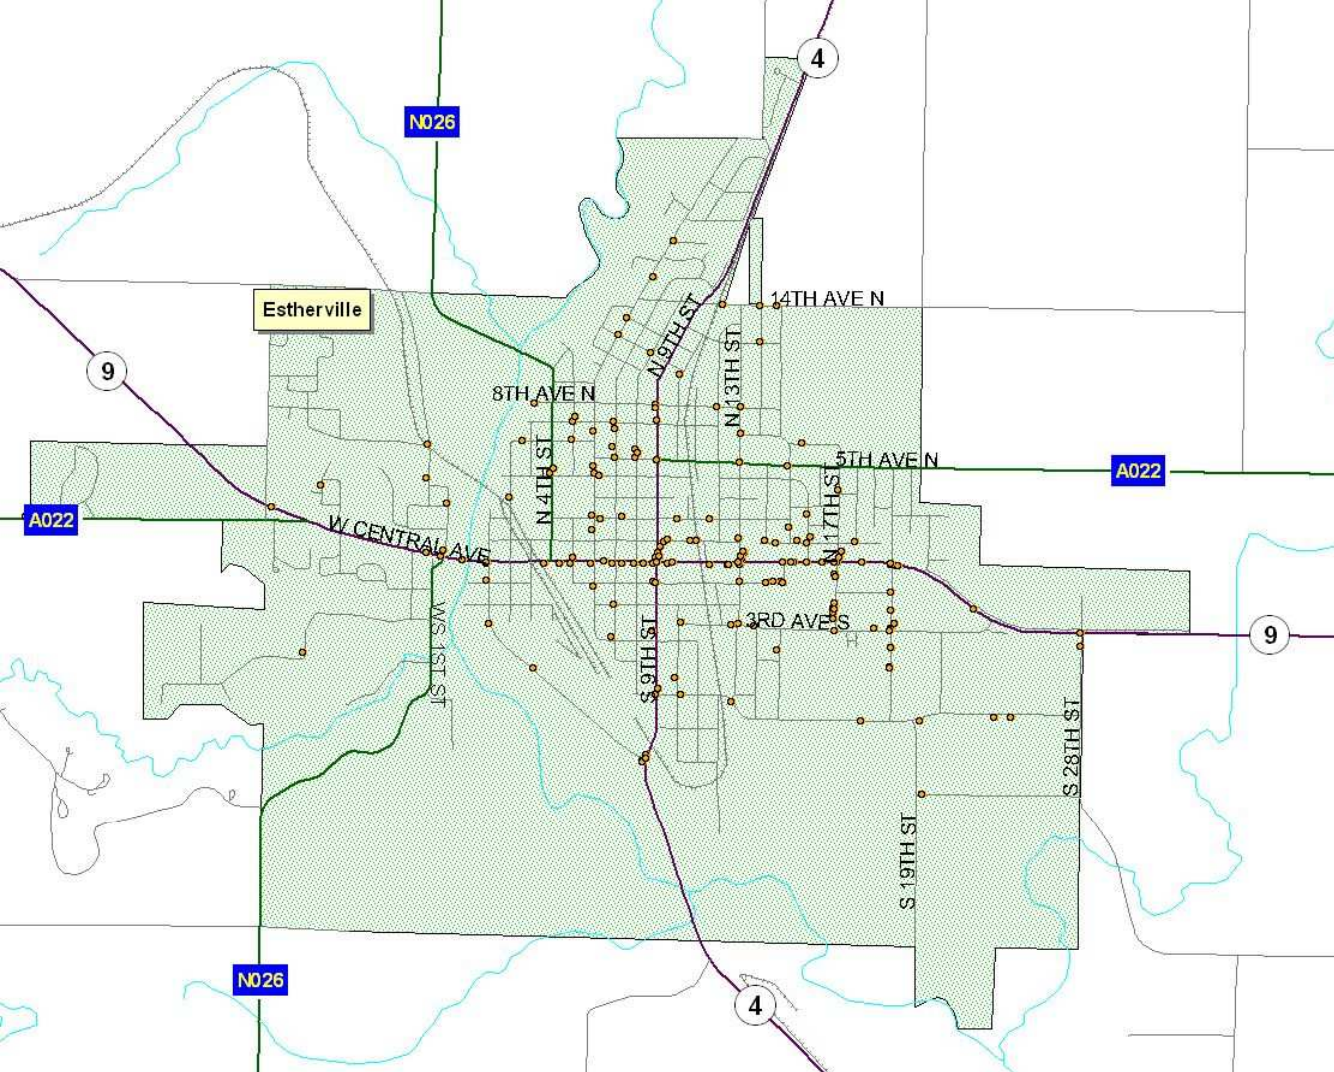 4
N026
14TH AVE N
Estherville
N 9TH ST
N 13TH ST
9
8TH AVE N
5TH AVE N
A022
N 4TH ST
N 17TH ST
A022
W CENTRAL AVE
3RD AVE S
9
WS 1ST ST
S 9TH ST
S 28TH ST
S 19TH ST
N026
4